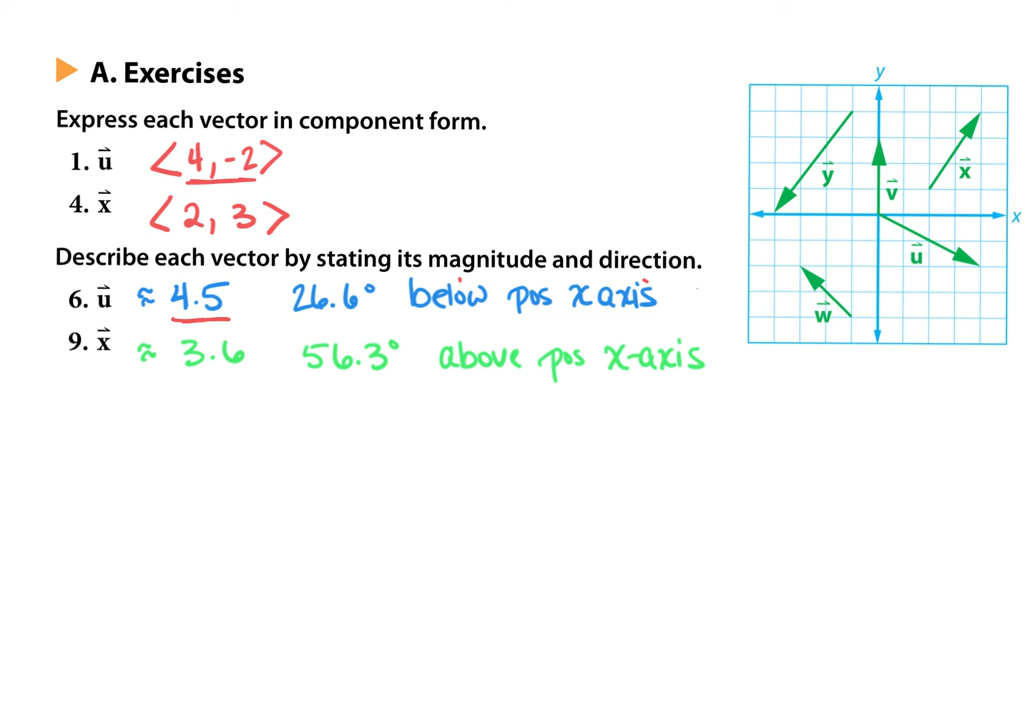 A. Exercises
Express each vector in component form.
1. u⃗ <4, -2>
4. x⃗ <2, 3>
Describe each vector by stating its magnitude and direction.
6. u⃗ ≈ 4.5 26.6° below pos x axis
9. x⃗ ≈ 3.6 56.3° above pos x-axis
y
y⃗
v⃗
x⃗
x
u⃗
w⃗